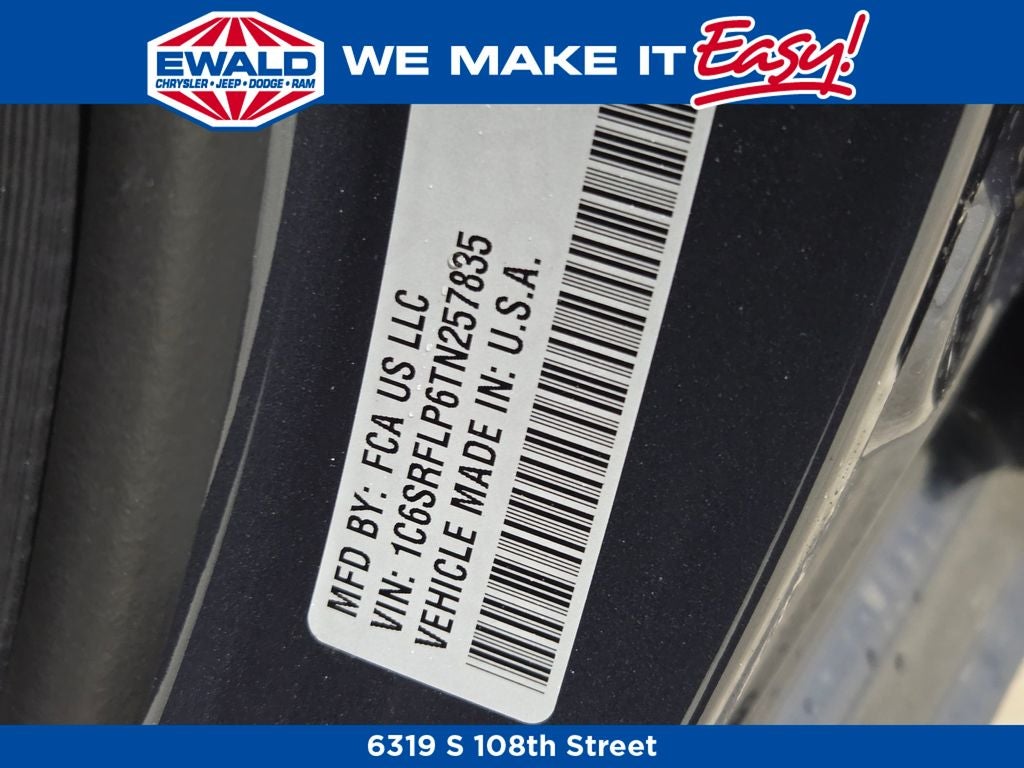 EWALD
CHRYSLER • JEEP • DODGE • RAM
WE MAKE IT Easy!
MFD BY: FCA US LLC
VIN: 1C6SRFLP6TN257835
VEHICLE MADE IN: U.S.A.
6319 S 108th Street